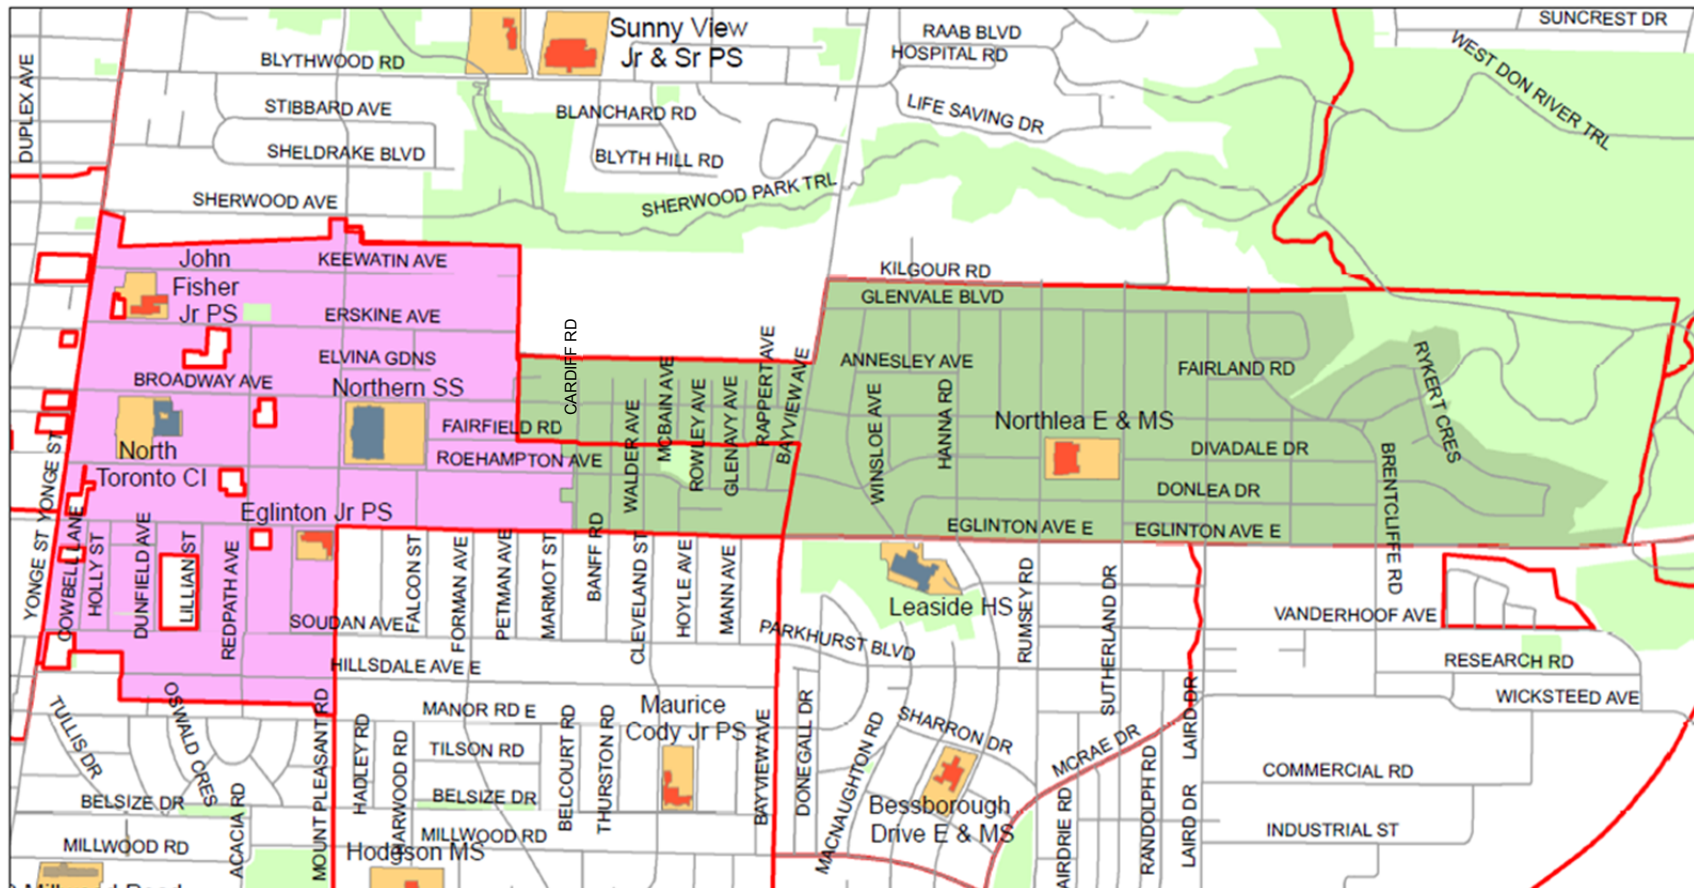 SUNCREST DR
Sunny View
Jr & Sr PS
RAAB BLVD
HOSPITAL RD
WEST DON RIVER TRL
DUPLEX AVE
BLYTHWOOD RD
STIBBARD AVE
BLANCHARD RD
LIFE SAVING DR
SHELDRAKE BLVD
BLYTH HILL RD
SHERWOOD AVE
SHERWOOD PARK TRL
John
Fisher
Jr PS
KEEWATIN AVE
KILGOUR RD
GLENVALE BLVD
ERSKINE AVE
CARDIFF RD
ELVINA GDNS
RAPPERT AVE
BAYVIEW AVE
ANNESLEY AVE
FAIRLAND RD
RYKERT CRES
BROADWAY AVE
Northern SS
MCBAIN AVE
WALDER AVE
ROWLEY AVE
GLENAVY AVE
WINSLOE AVE
HANNA RD
Northlea E & MS
FAIRFIELD RD
ROEHAMPTON AVE
DIVADALE DR
BRENTCLIFFE RD
North
Toronto CI
YONGE ST
YONGE ST
DONLEA DR
Eglinton Jr PS
EGLINTON AVE E
EGLINTON AVE E
COWBELL LANE
HOLLY ST
DUNFIELD AVE
LILLIAN ST
REDPATH AVE
FALCON ST
FORMAN AVE
PETMAN AVE
MARMOT ST
BANFF RD
CLEVELAND ST
HOYLE AVE
MANN AVE
Leaside HS
RUMSEY RD
SUTHERLAND DR
VANDERHOOF AVE
SOUDAN AVE
PARKHURST BLVD
HILLSDALE AVE E
RESEARCH RD
WICKSTEED AVE
TULLIS DR
OSWALD CRES
MOUNT PLEASANT RD
MANOR RD E
Maurice
Cody Jr PS
HADLEY RD
MARWOOD RD
TILSON RD
BELCOURT RD
THURSTON RD
BAYVIEW AVE
DONEGALL DR
MACNAUGHTON RD
SHARRON DR
MCRAE DR
LAIRD DR
LAIRD DR
COMMERCIAL RD
BELSIZE DR
ACACIA RD
BELSIZE DR
Bessborough
Drive E & MS
AIRDRIE RD
RANDOLPH RD
INDUSTRIAL ST
MILLWOOD RD
MILLWOOD RD
Hodgson MS